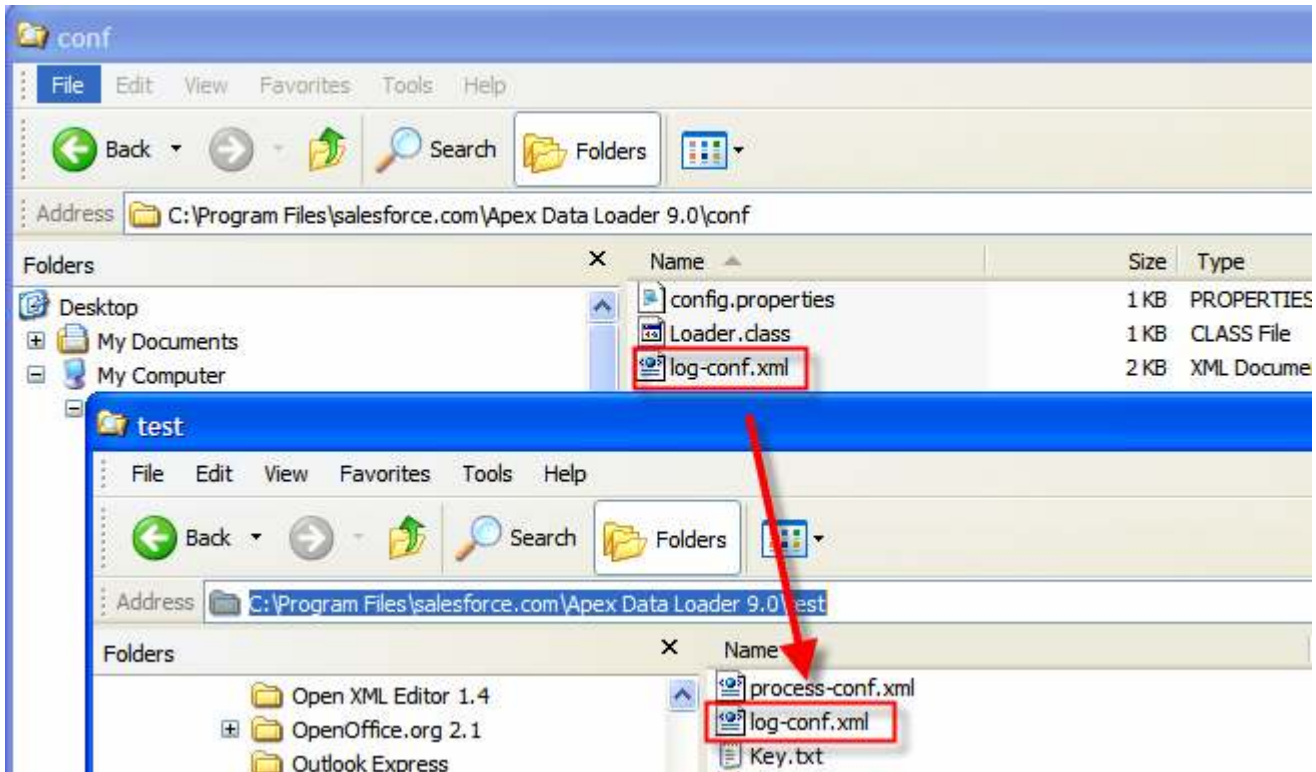 conf
File Edit View Favorites Tools Help
Back Search Folders
Address C:\Program Files\salesforce.com\Apex Data Loader 9.0\conf
Folders
Name Size Type
Desktop
config.properties 1 KB PROPERTIES
My Documents
Loader.class 1 KB CLASS File
My Computer
log-conf.xml 2 KB XML Docume
test
File Edit View Favorites Tools Help
Back Search Folders
Address C:\Program Files\salesforce.com\Apex Data Loader 9.0\test
Folders
Name
Open XML Editor 1.4
process-conf.xml
OpenOffice.org 2.1
log-conf.xml
Outlook Express
Key.txt